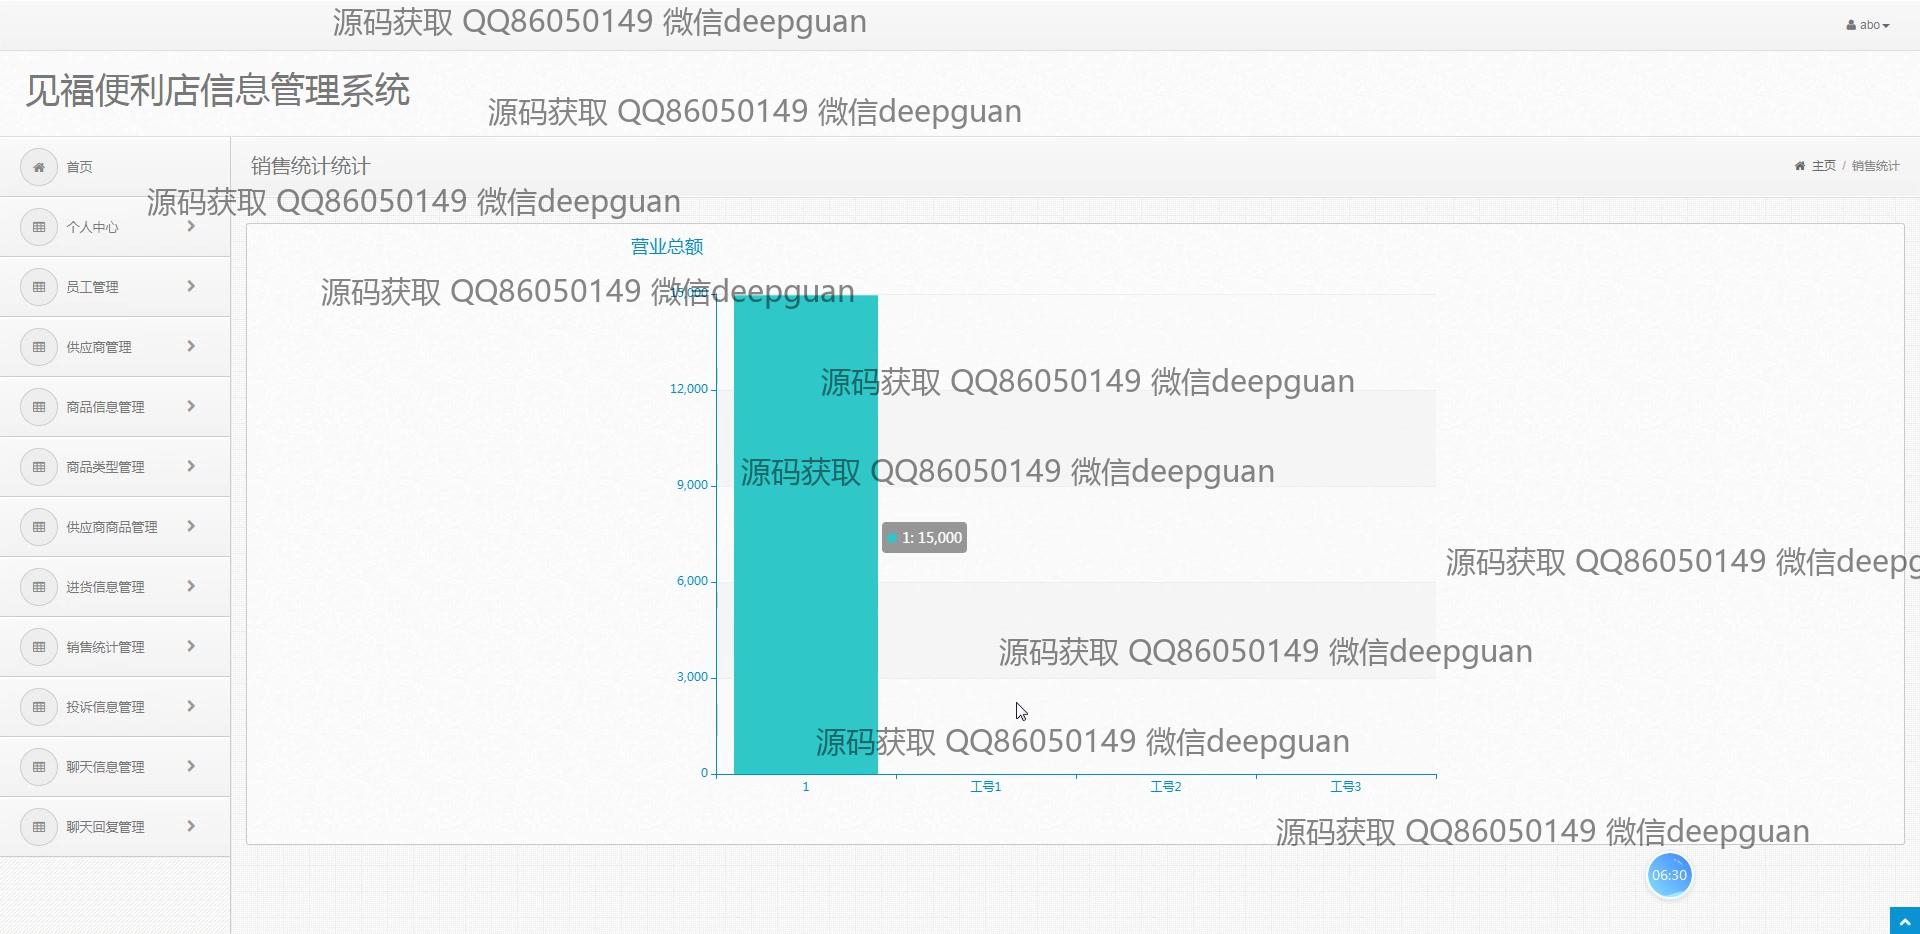 源码获取 QQ86050149 微信deepguan
abo
见福便利店信息管理系统
源码获取 QQ86050149 微信deepguan
首页
销售统计统计
主页 / 销售统计
源码获取 QQ86050149 微信deepguan
个人中心
营业总额
员工管理
源码获取 QQ86050149 微信deepguan
15,000
供应商管理
源码获取 QQ86050149 微信deepguan
12,000
商品信息管理
商品类型管理
源码获取 QQ86050149 微信deepguan
9,000
供应商商品管理
1: 15,000
源码获取 QQ86050149 微信deepg
6,000
进货信息管理
销售统计管理
源码获取 QQ86050149 微信deepguan
3,000
投诉信息管理
源码获取 QQ86050149 微信deepguan
聊天信息管理
0
1
工号1
工号2
工号3
聊天回复管理
源码获取 QQ86050149 微信deepguan
06:30